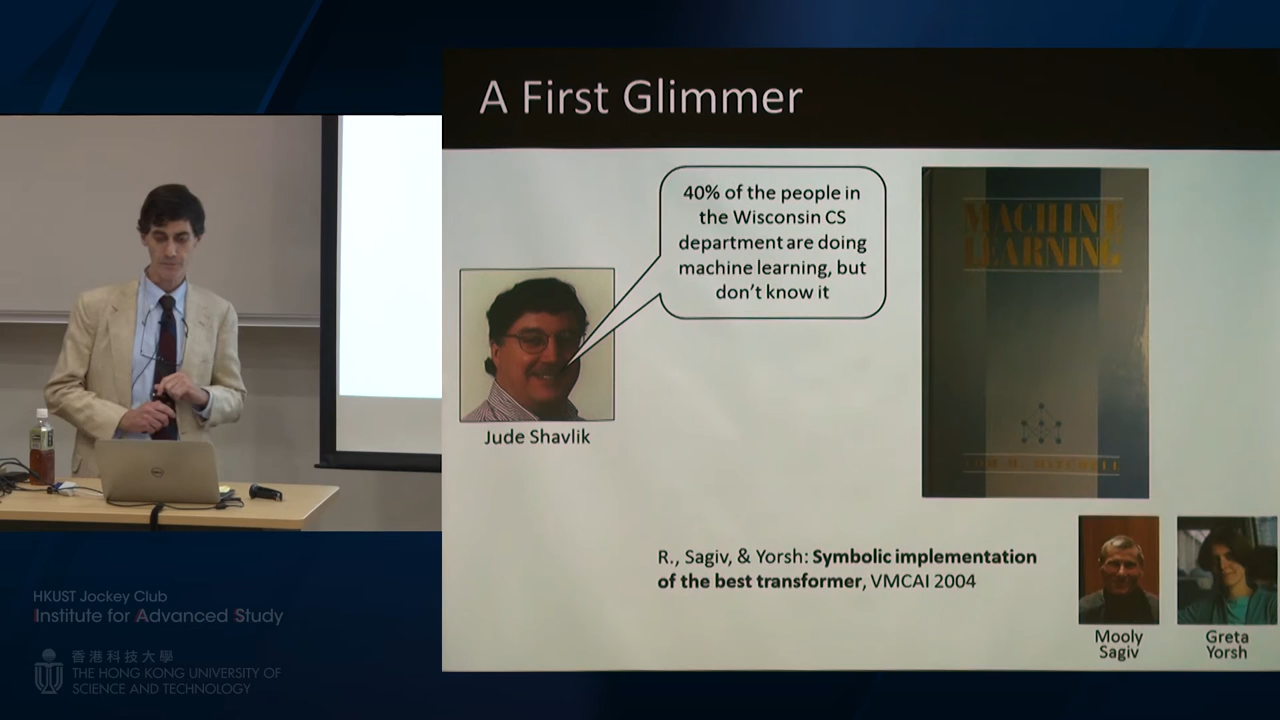 A First Glimmer
40% of the people in
the Wisconsin CS
department are doing
machine learning, but
don't know it
MACHINE
LEARNING
TOM M. MITCHELL
Jude Shavlik
R., Sagiv, & Yorsh: Symbolic implementation
of the best transformer, VMCAI 2004
Mooly
Sagiv
Greta
Yorsh
DELL
HKUST Jockey Club
Institute for Advanced Study
香港科技大學
THE HONG KONG UNIVERSITY OF
SCIENCE AND TECHNOLOGY